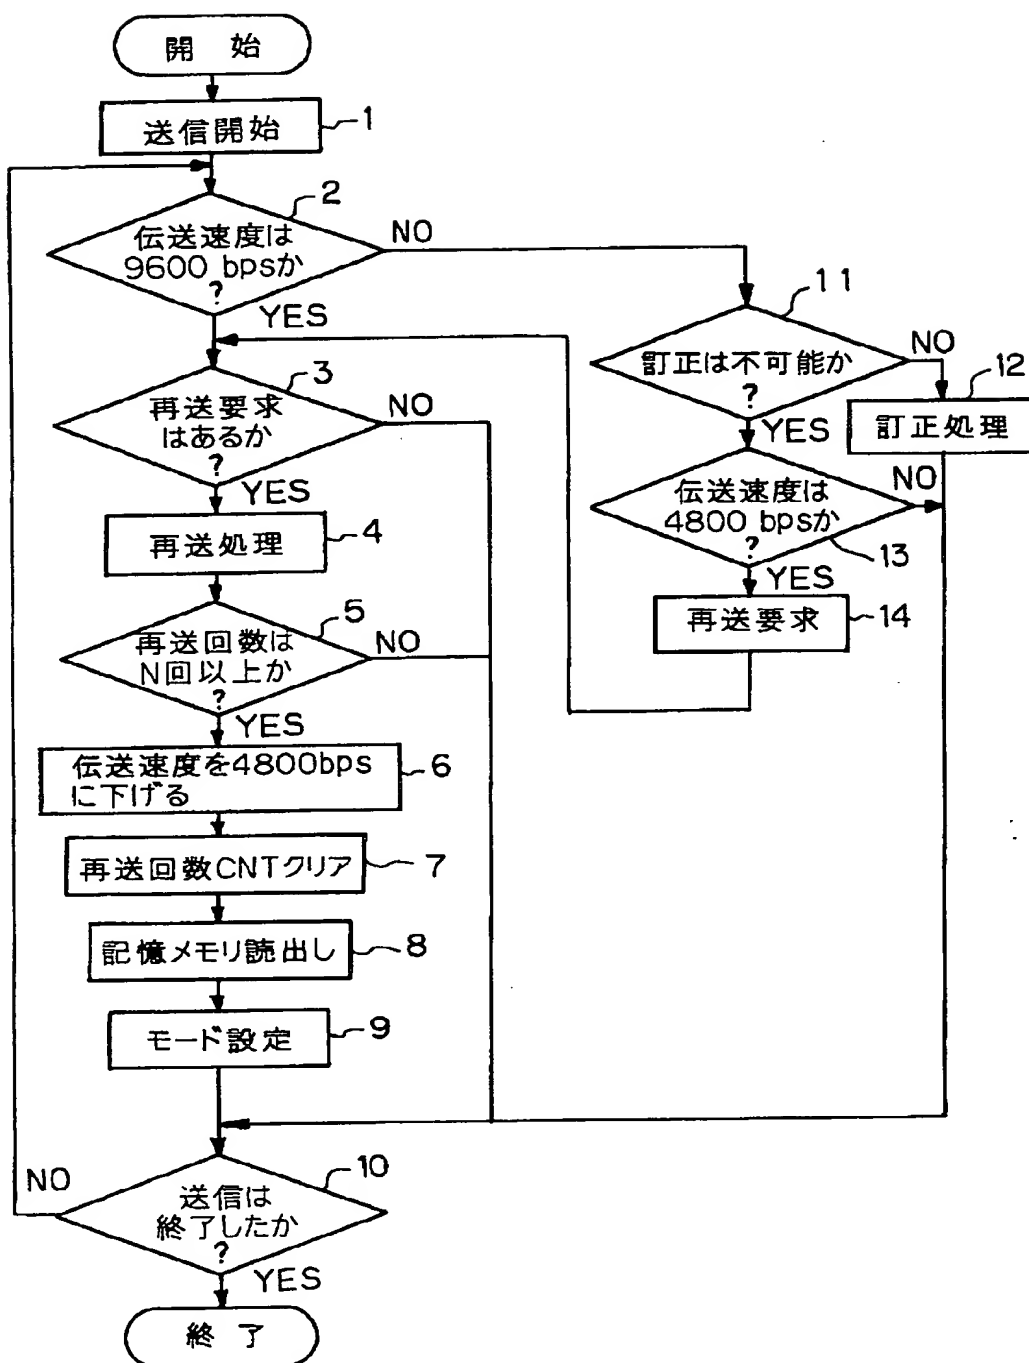 開始
送信開始
1
2
伝送速度は
9600 bpsか
?
NO
YES
3
再送要求
はあるか
?
NO
YES
再送処理
4
5
再送回数は
N回以上か
?
NO
YES
伝送速度を4800bps
に下げる
6
再送回数CNTクリア
7
記憶メモリ読出し
8
モード設定
9
10
送信は
終了したか
?
NO
YES
終了
11
訂正は不可能か
?
NO
YES
12
訂正処理
伝送速度は
4800 bpsか
?
NO
13
YES
再送要求
14